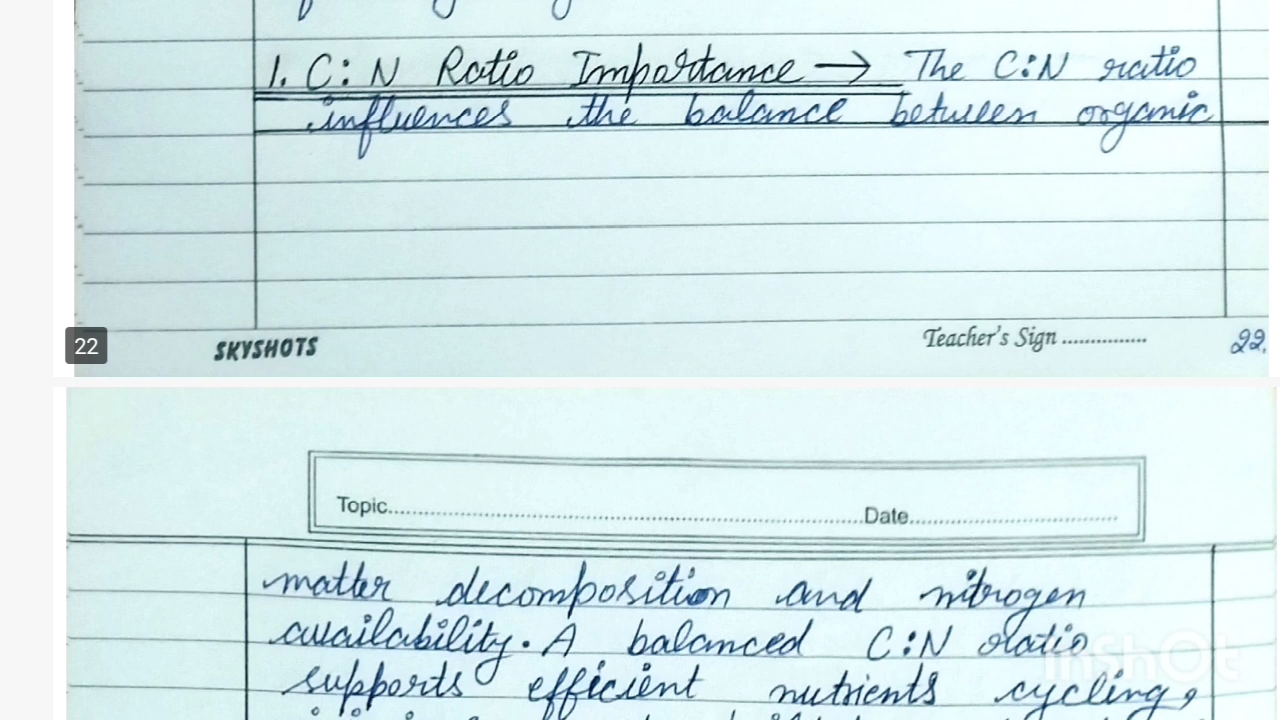 1. C:N Ratio Importance → The C:N ratio
influences the balance between organic
22
SKYSHOTS
Teacher's Sign ...............
22.
Topic.....................................................................................Date.....................................
matter decomposition and nitrogen
availability. A balanced C:N ratio
supports efficient nutrients cycling,
InShOt